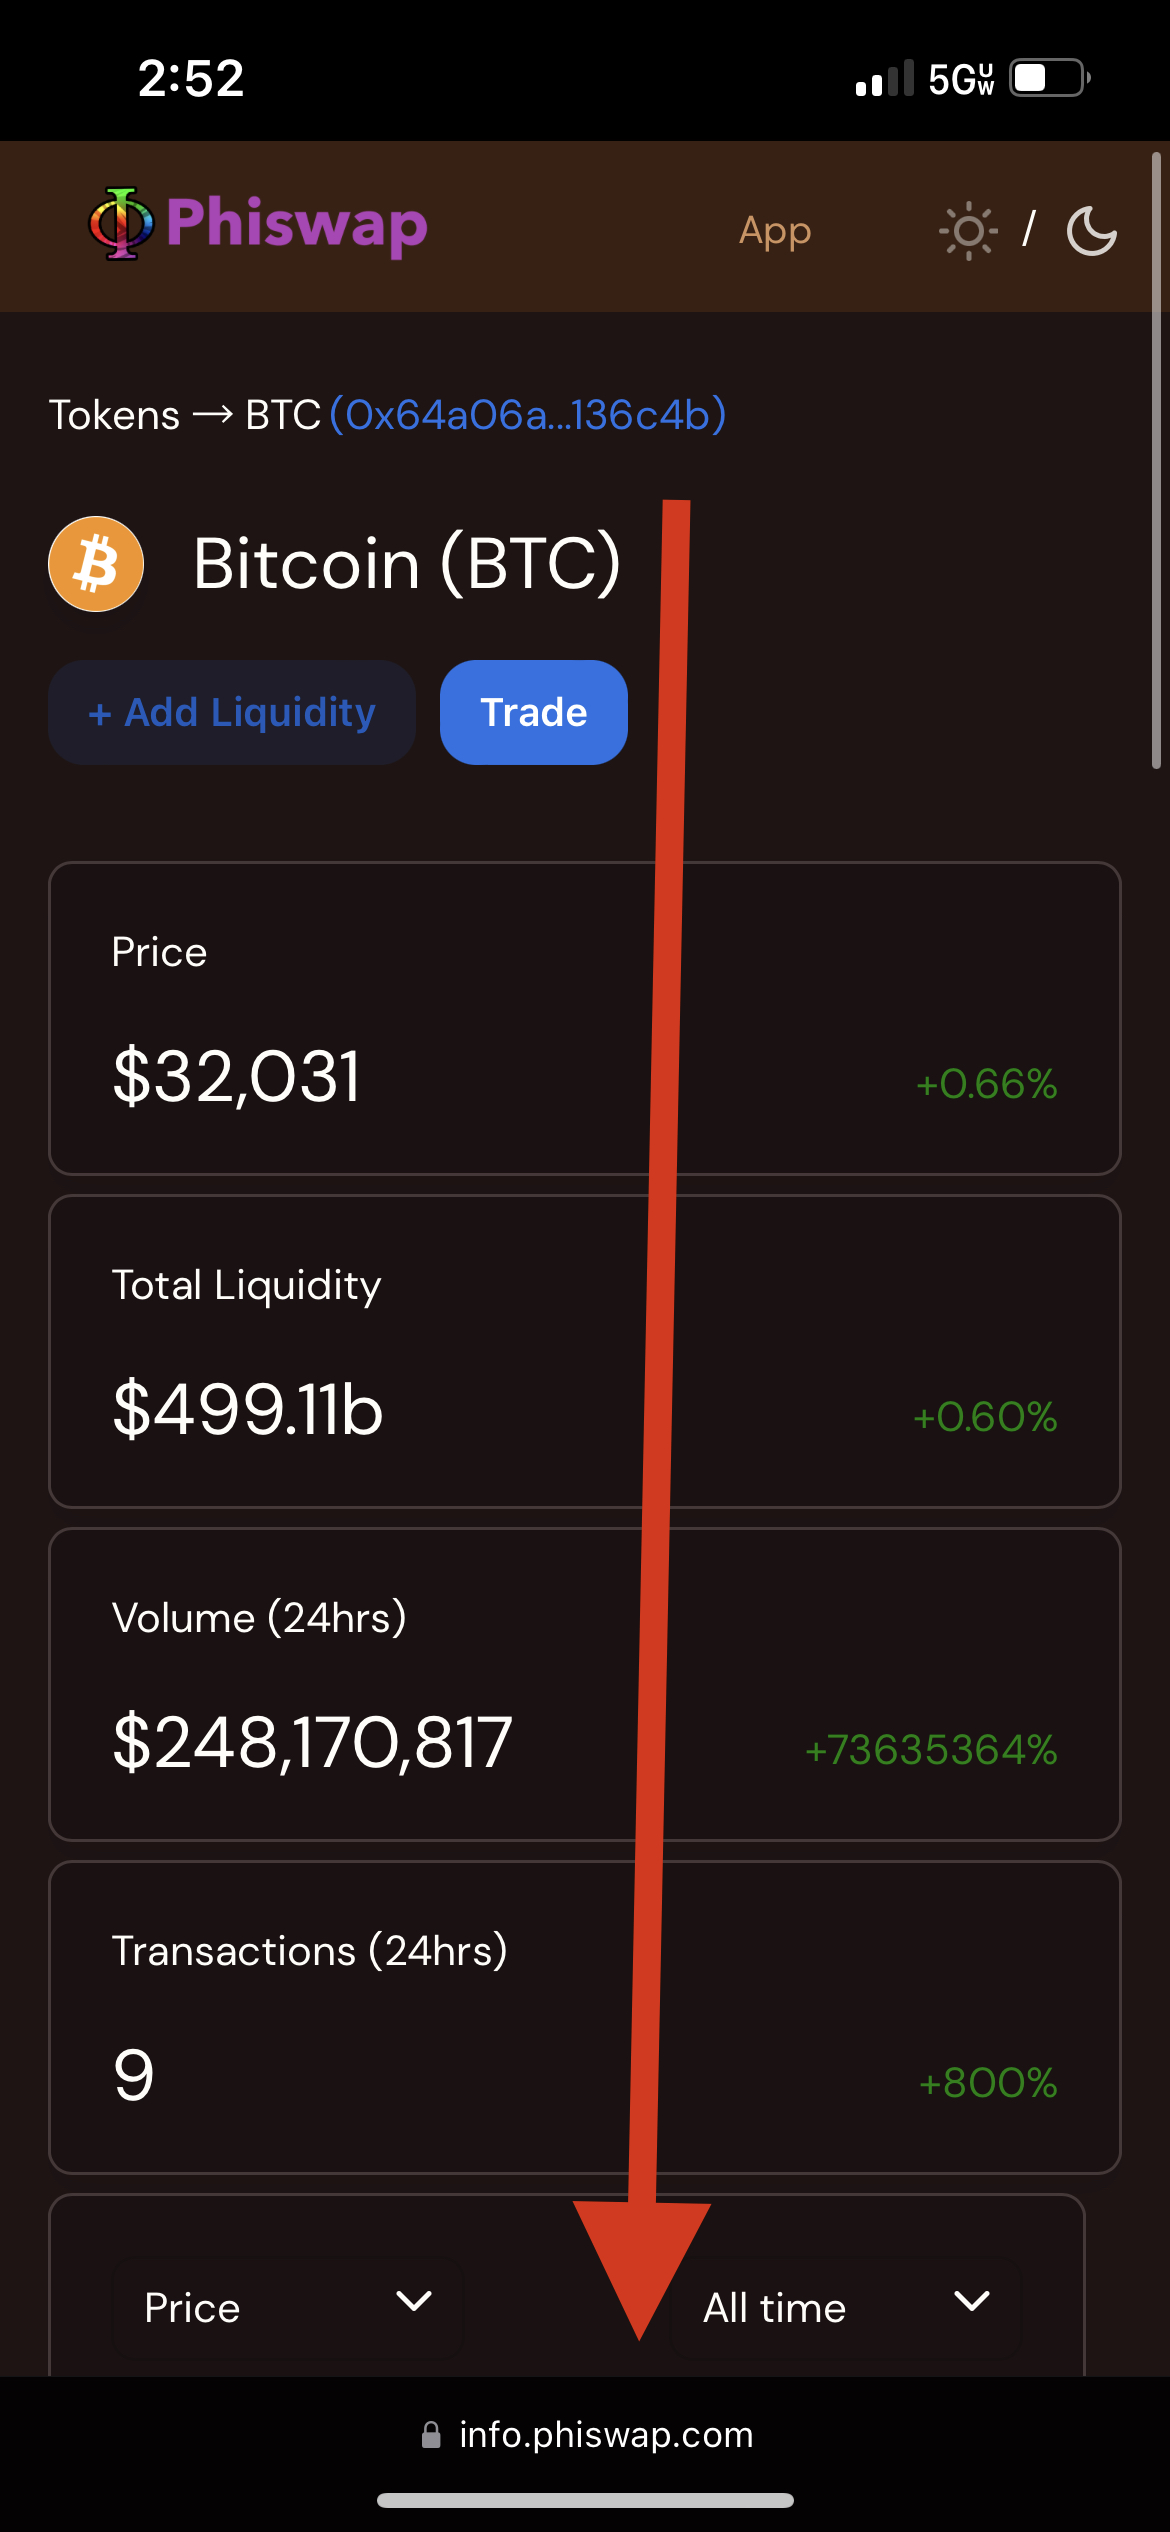 2:52
5G UW
Phiswap
App
/
Tokens → BTC (0x64a06a...136c4b)
Bitcoin (BTC)
+ Add Liquidity
Trade
Price
$32,031
+0.66%
Total Liquidity
$499.11b
+0.60%
Volume (24hrs)
$248,170,817
+73635364%
Transactions (24hrs)
9
+800%
Price
All time
info.phiswap.com